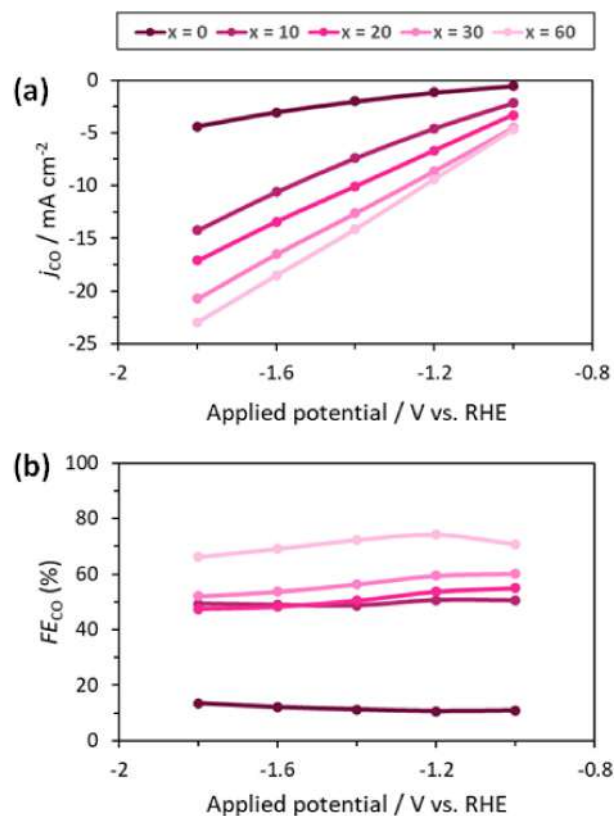 x = 0 x = 10 x = 20 x = 30 x = 60
(a)
0
-5
-10
-15
-20
-25
j_CO / mA cm⁻²
-2 -1.6 -1.2 -0.8
Applied potential / V vs. RHE
(b)
100
80
60
40
20
0
FE_CO (%)
-2 -1.6 -1.2 -0.8
Applied potential / V vs. RHE